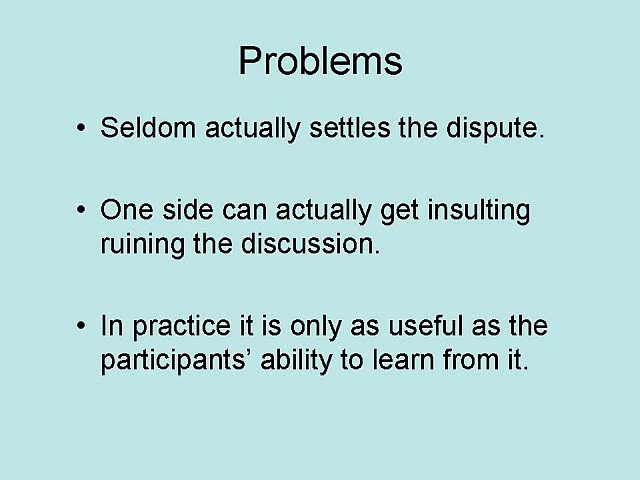 Problems
• Seldom actually settles the dispute.
• One side can actually get insulting
ruining the discussion.
• In practice it is only as useful as the
participants’ ability to learn from it.